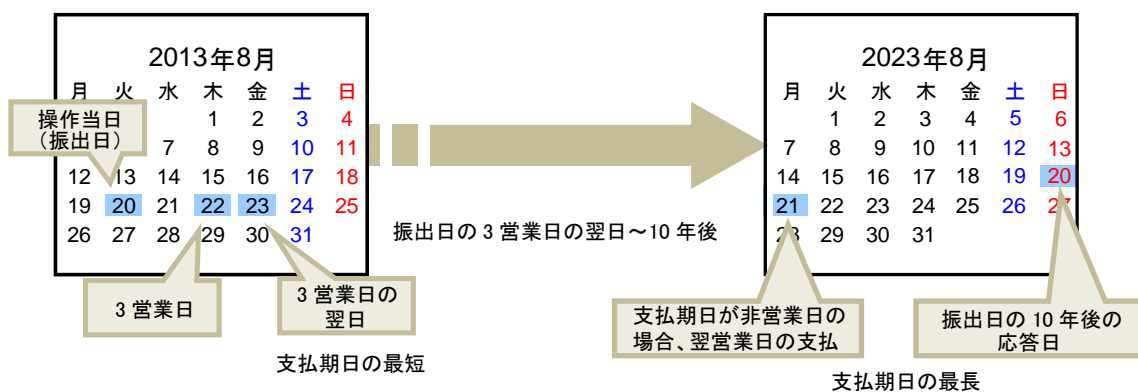 2013年8月
月 火 水 木 金 土 日
1 2 3 4
7 8 9 10 11
12 13 14 15 16 17 18
19 20 21 22 23 24 25
26 27 28 29 30 31
操作当日
(振出日)
3 営業日
3 営業日の
翌日
支払期日の最短
振出日の 3 営業日の翌日～10 年後
2023年8月
月 火 水 木 金 土 日
1 2 3 4 5 6
7 8 9 10 11 12 13
14 15 16 17 18 19 20
21 22 23 24 25 26 27
28 29 30 31
支払期日が非営業日の
場合、翌営業日の支払
振出日の 10 年後の
応答日
支払期日の最長